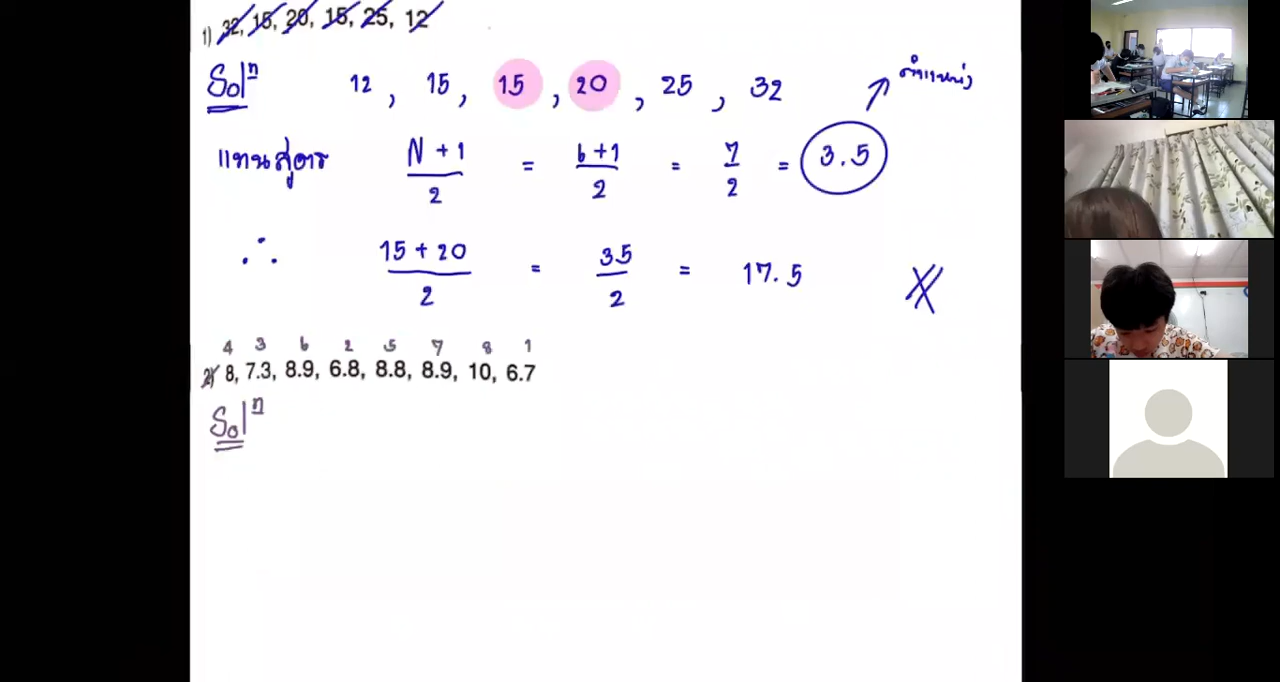 1) 32, 15, 20, 15, 25, 12
Solⁿ 12 , 15 , 15 , 20 , 25 , 32
ตำแหน่ง
แทนสูตร N + 1 / 2 = 6 + 1 / 2 = 7 / 2 = 3.5
∴ 15 + 20 / 2 = 35 / 2 = 17.5
4 3 6 2 5 7 8 1
2) 8, 7.3, 8.9, 6.8, 8.8, 8.9, 10, 6.7
Solⁿ